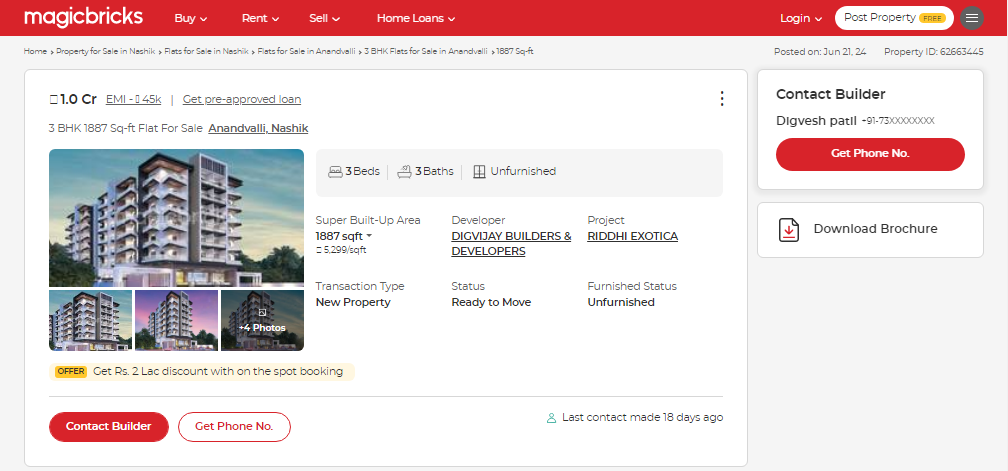 magicbricks
Buy
Rent
Sell
Home Loans
Login
Post Property FREE
Home > Property for Sale in Nashik > Flats for Sale in Nashik > Flats for Sale in Anandvalli > 3 BHK Flats for Sale in Anandvalli > 1887 Sq-ft
Posted on: Jun 21, 24 Property ID: 62663445
1.0 Cr EMI - 45k | Get pre-approved loan
3 BHK 1887 Sq-ft Flat For Sale Anandvalli, Nashik
+4 Photos
3 Beds
3 Baths
Unfurnished
Super Built-Up Area
1887 sqft
5,299/sqft
Developer
DIGVIJAY BUILDERS &
DEVELOPERS
Project
RIDDHI EXOTICA
Transaction Type
New Property
Status
Ready to Move
Furnished Status
Unfurnished
OFFER Get Rs. 2 Lac discount with on the spot booking
Contact Builder
Get Phone No.
Last contact made 18 days ago
Contact Builder
Digvesh patil +91-73XXXXXXXX
Get Phone No.
Download Brochure